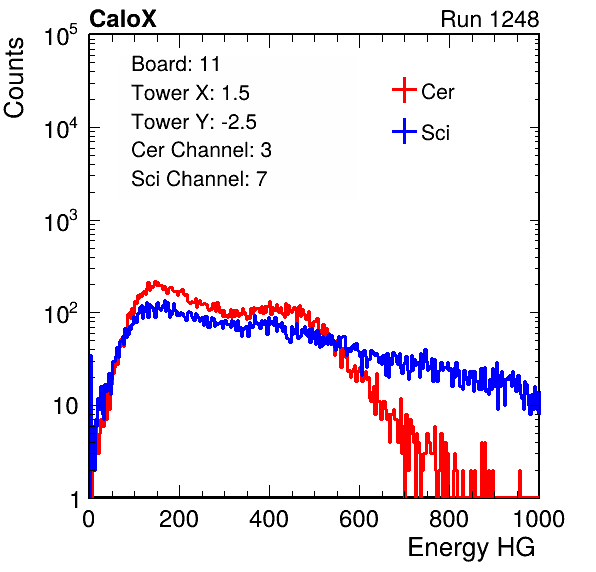 CaloX Run 1248
Counts
Board: 11
Tower X: 1.5
Tower Y: -2.5
Cer Channel: 3
Sci Channel: 7
Cer
Sci
10^5
10^4
10^3
10^2
10
1
0 200 400 600 800 1000
Energy HG